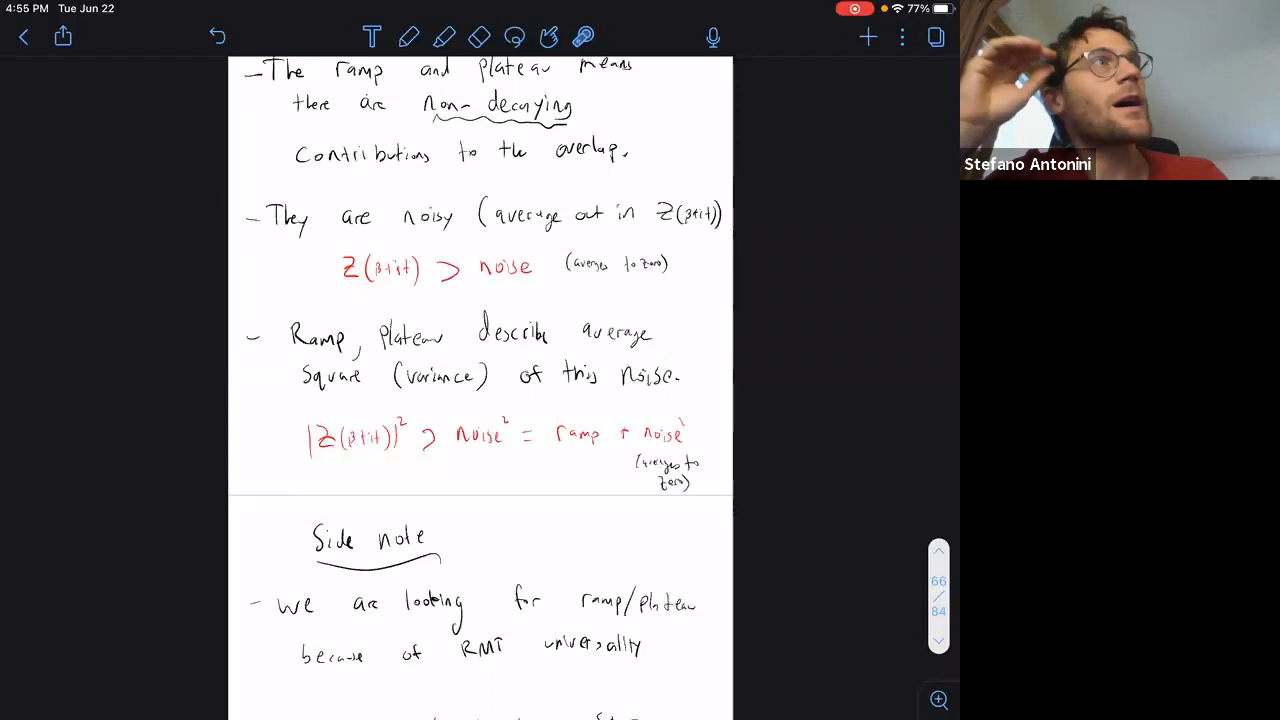 4:55 PM Tue Jun 22
77%
– The ramp and plateau means
there are non-decaying
contributions to the overlap.
– They are noisy (average out in Z(β+it))
Z(β+it) ⊃ noise (averages to zero)
- Ramp, plateau describe average
square (variance) of this noise.
|Z(β+it)|² ⊃ noise² = ramp + noise'
(averages to
zero)
Side note
- We are looking for ramp/plateau
because of RMT universality
66
/
84
Stefano Antonini